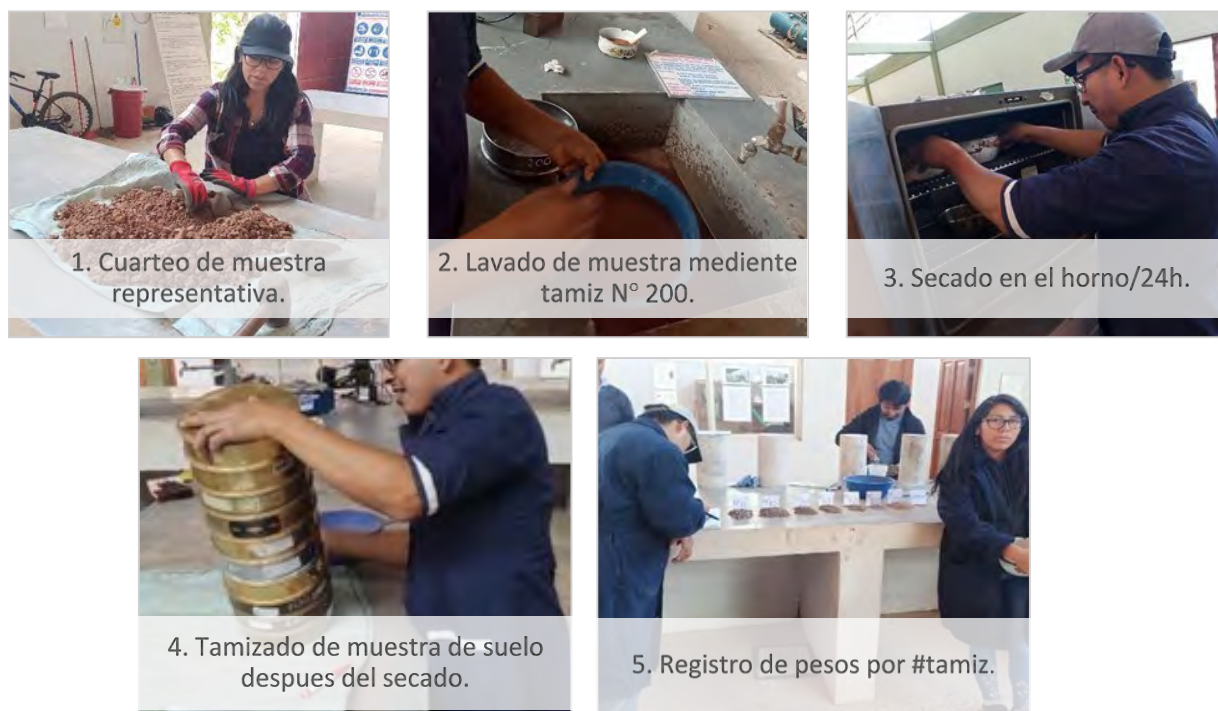 1. Cuarteo de muestra
representativa.
2. Lavado de muestra mediente
tamiz N° 200.
200
3. Secado en el horno/24h.
4. Tamizado de muestra de suelo
despues del secado.
5. Registro de pesos por #tamiz.